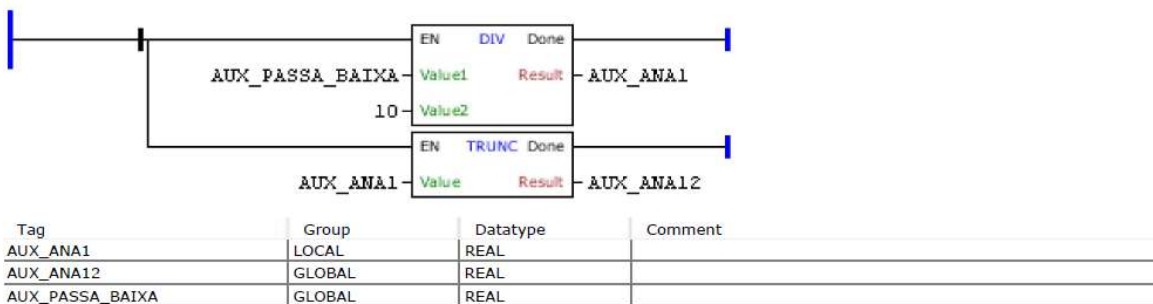 EN DIV Done
AUX_PASSA_BAIXA Value1 Result AUX_ANA1
10 Value2
EN TRUNC Done
AUX_ANA1 Value Result AUX_ANA12
Tag Group Datatype Comment
AUX_ANA1 LOCAL REAL
AUX_ANA12 GLOBAL REAL
AUX_PASSA_BAIXA GLOBAL REAL